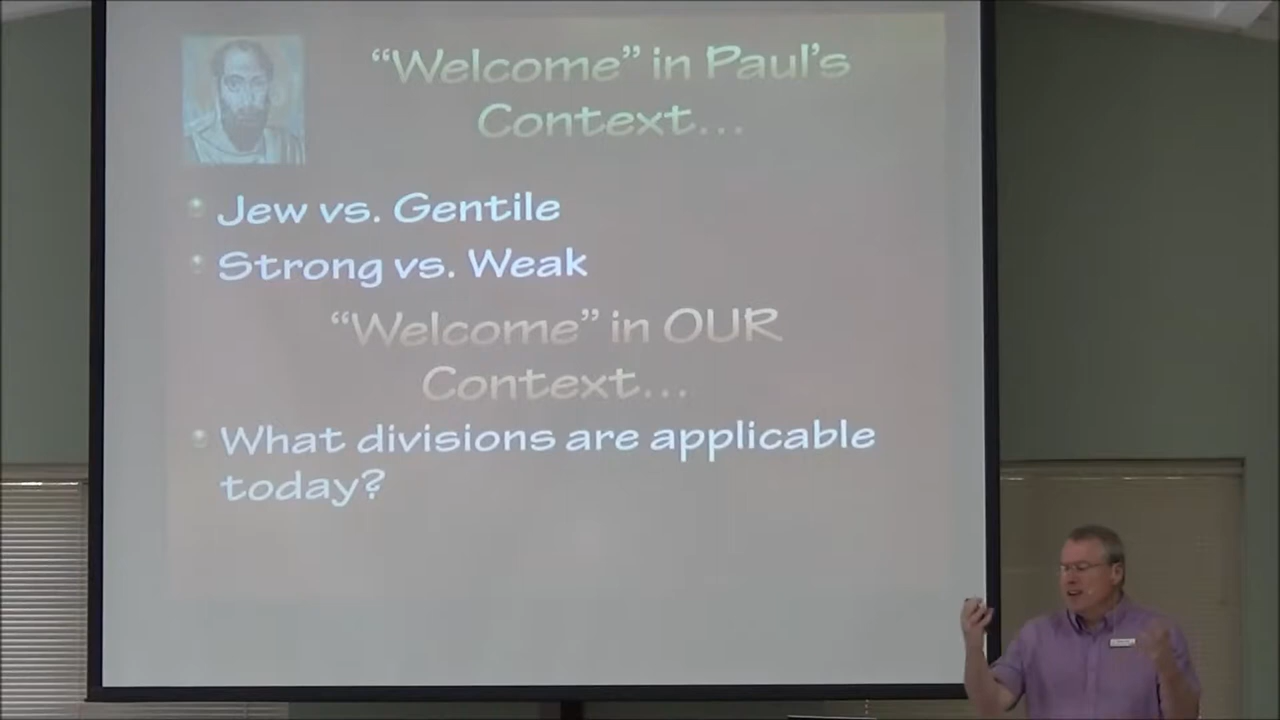 “Welcome” in Paul’s
Context...
Jew vs. Gentile
Strong vs. Weak
“Welcome” in OUR
Context...
What divisions are applicable
today?